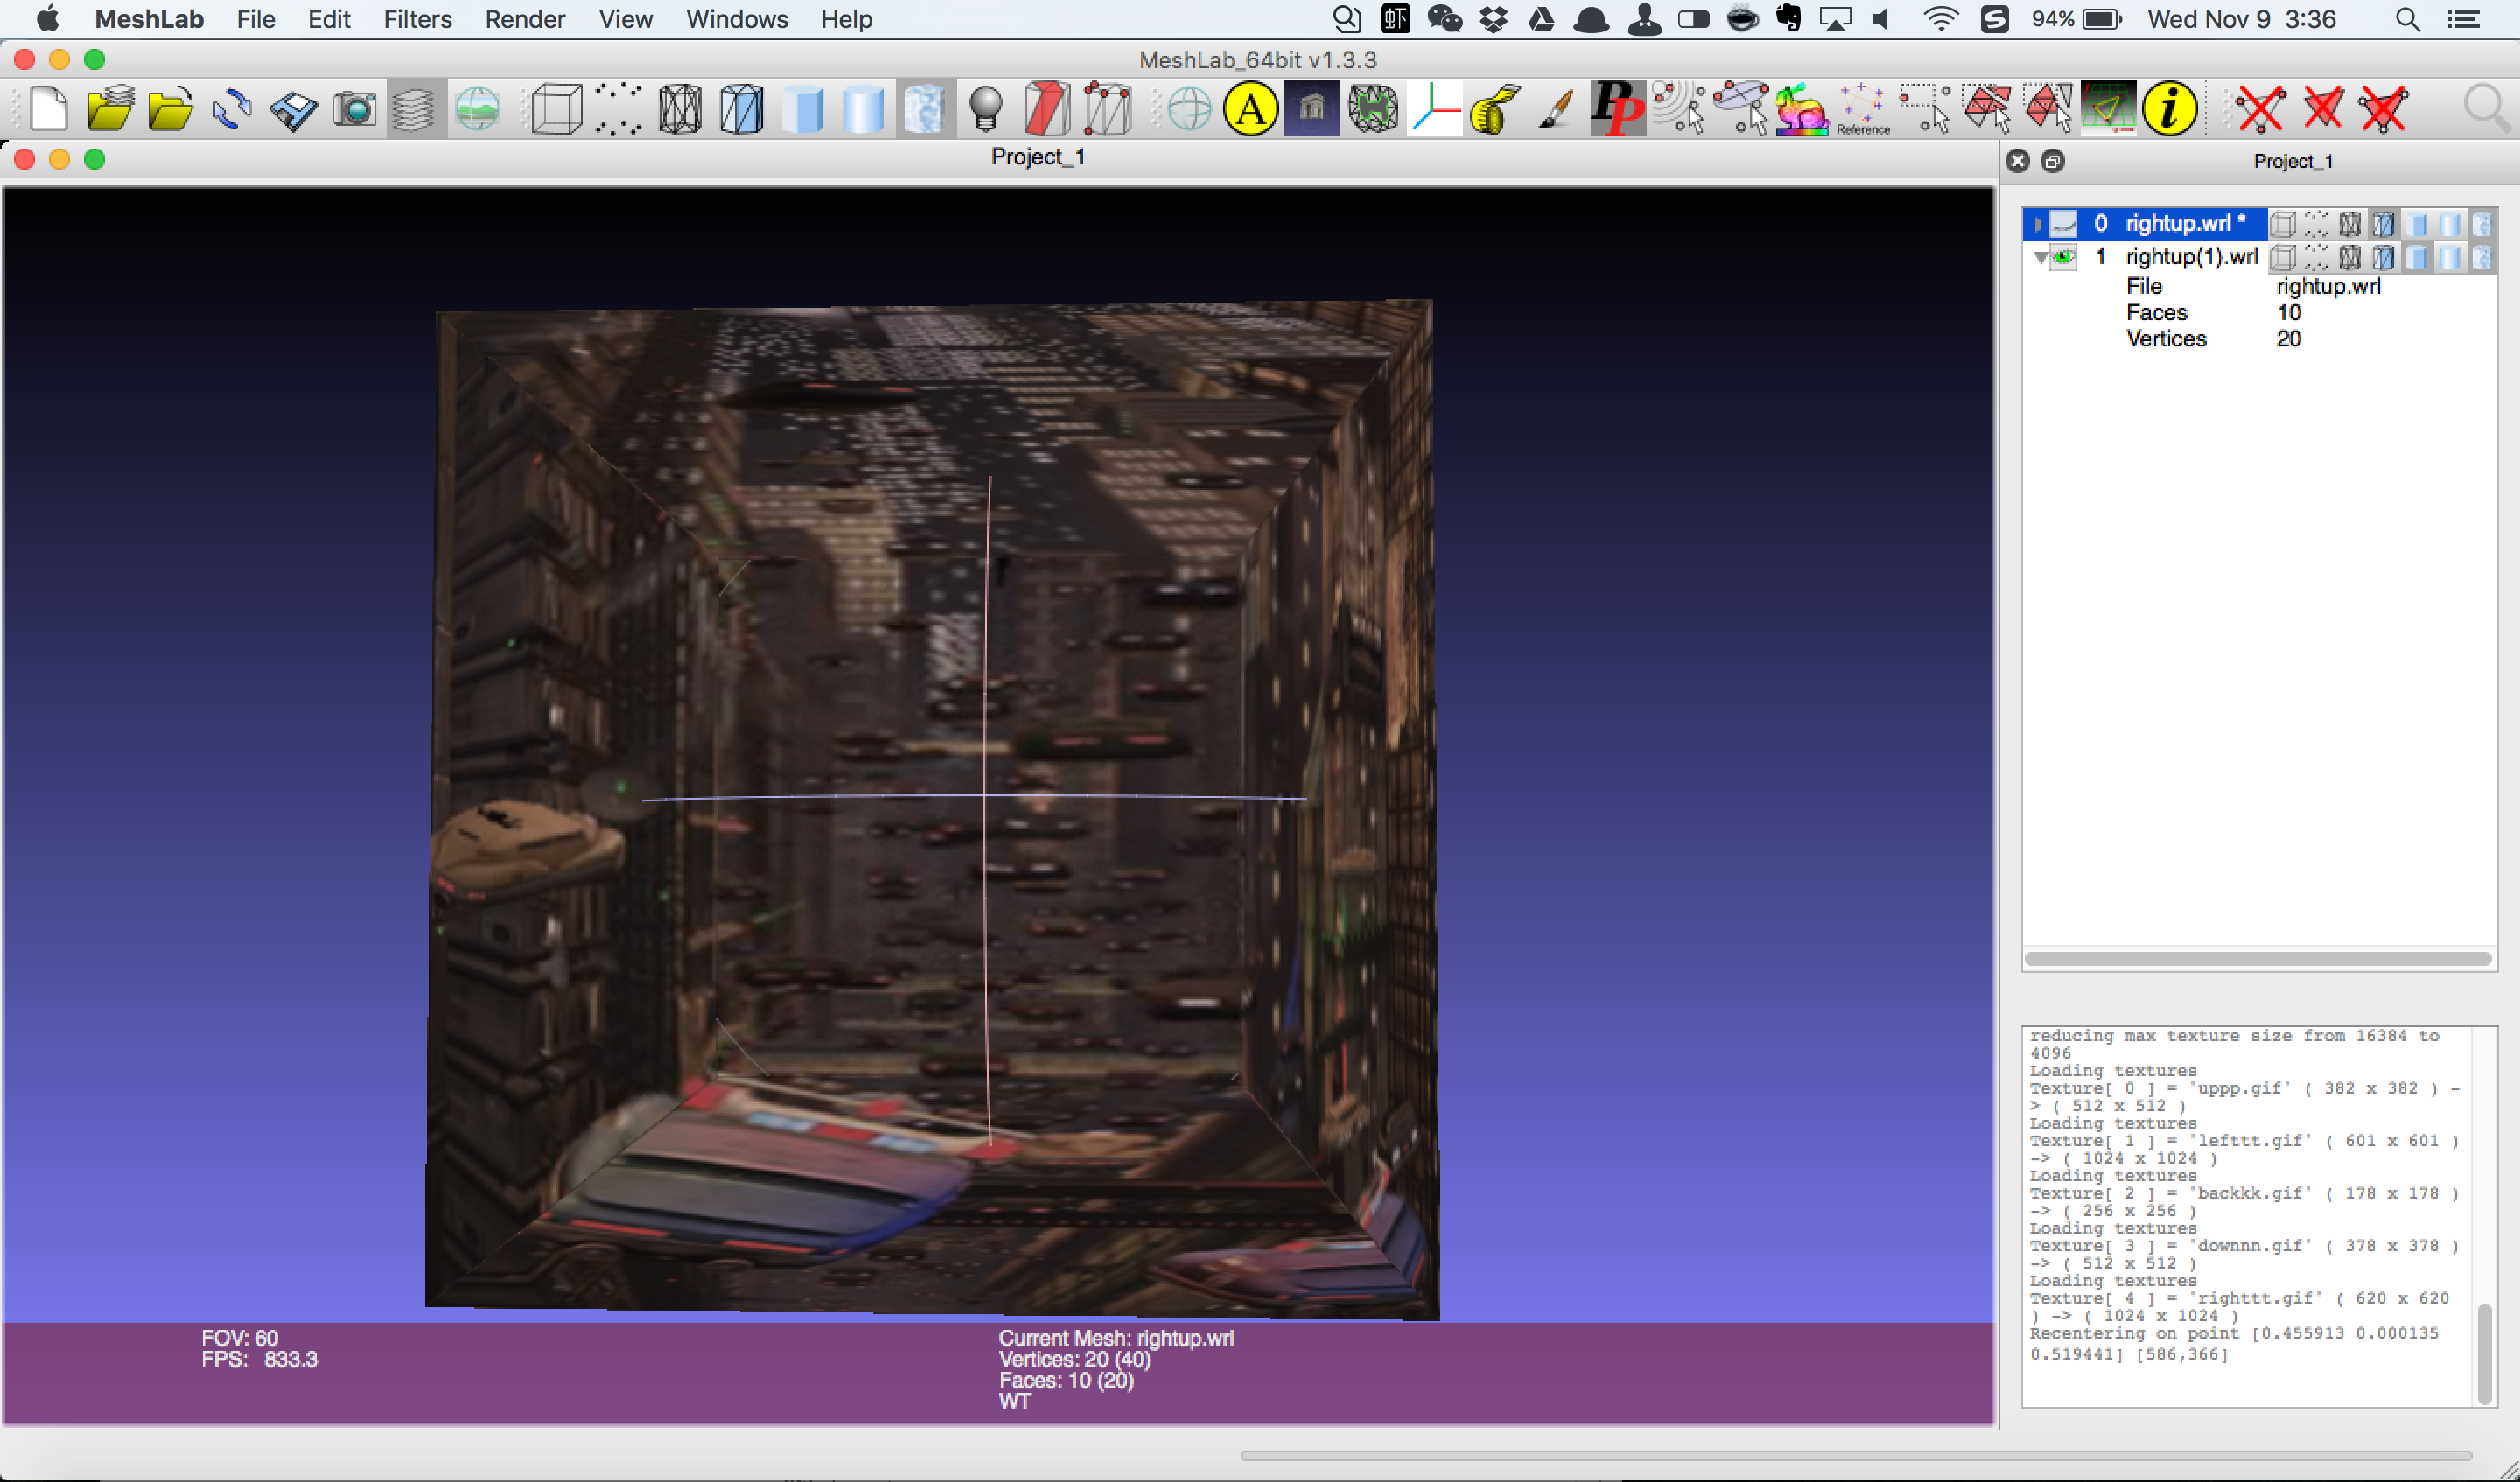 MeshLab File Edit Filters Render View Windows Help 虾 94% Wed Nov 9 3:36
MeshLab_64bit v1.3.3
A PP Reference i
Project_1
Project_1
0 rightup.wrl *
1 rightup(1).wrl
File rightup.wrl
Faces 10
Vertices 20
reducing max texture size from 16384 to
4096
Loading textures
Texture[ 0 ] = 'uppp.gif' ( 382 x 382 ) -
> ( 512 x 512 )
Loading textures
Texture[ 1 ] = 'lefttt.gif' ( 601 x 601 )
-> ( 1024 x 1024 )
Loading textures
Texture[ 2 ] = 'backkk.gif' ( 178 x 178 )
-> ( 256 x 256 )
Loading textures
Texture[ 3 ] = 'downnn.gif' ( 378 x 378 )
-> ( 512 x 512 )
Loading textures
Texture[ 4 ] = 'righttt.gif' ( 620 x 620
) -> ( 1024 x 1024 )
Recentering on point [0.455913 0.000135
0.519441] [586,366]
FOV: 60
FPS: 833.3
Current Mesh: rightup.wrl
Vertices: 20 (40)
Faces: 10 (20)
WT